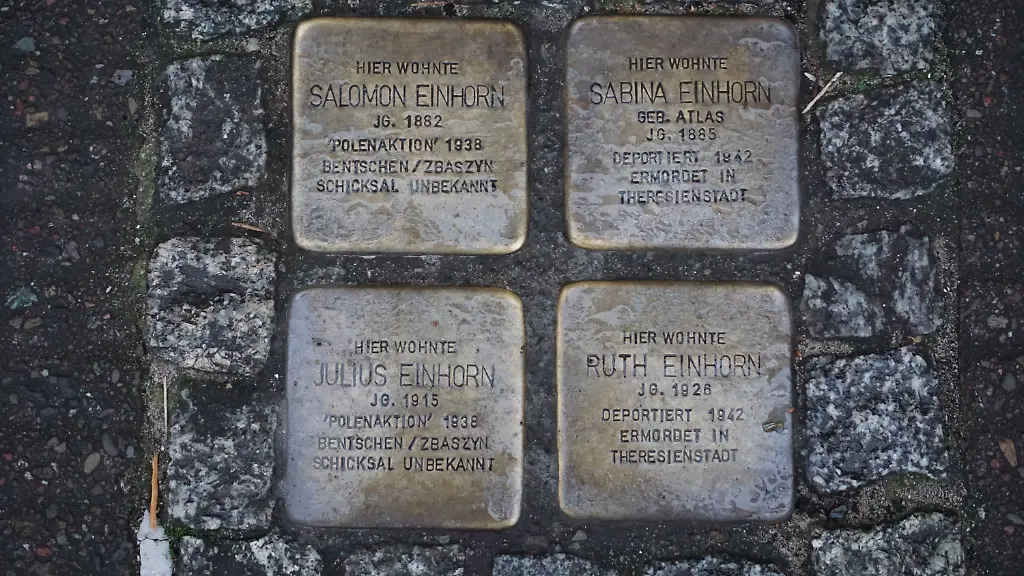 HIER WOHNTE
SALOMON EINHORN
JG. 1882
'POLENAKTION' 1938
BENTSCHEN/ZBASZYN
SCHICKSAL UNBEKANNT
HIER WOHNTE
SABINA EINHORN
GEB. ATLAS
JG. 1885
DEPORTIERT 1942
ERMORDET IN
THERESIENSTADT
HIER WOHNTE
JULIUS EINHORN
JG. 1915
'POLENAKTION' 1938
BENTSCHEN/ZBASZYN
SCHICKSAL UNBEKANNT
HIER WOHNTE
RUTH EINHORN
JG. 1926
DEPORTIERT 1942
ERMORDET IN
THERESIENSTADT